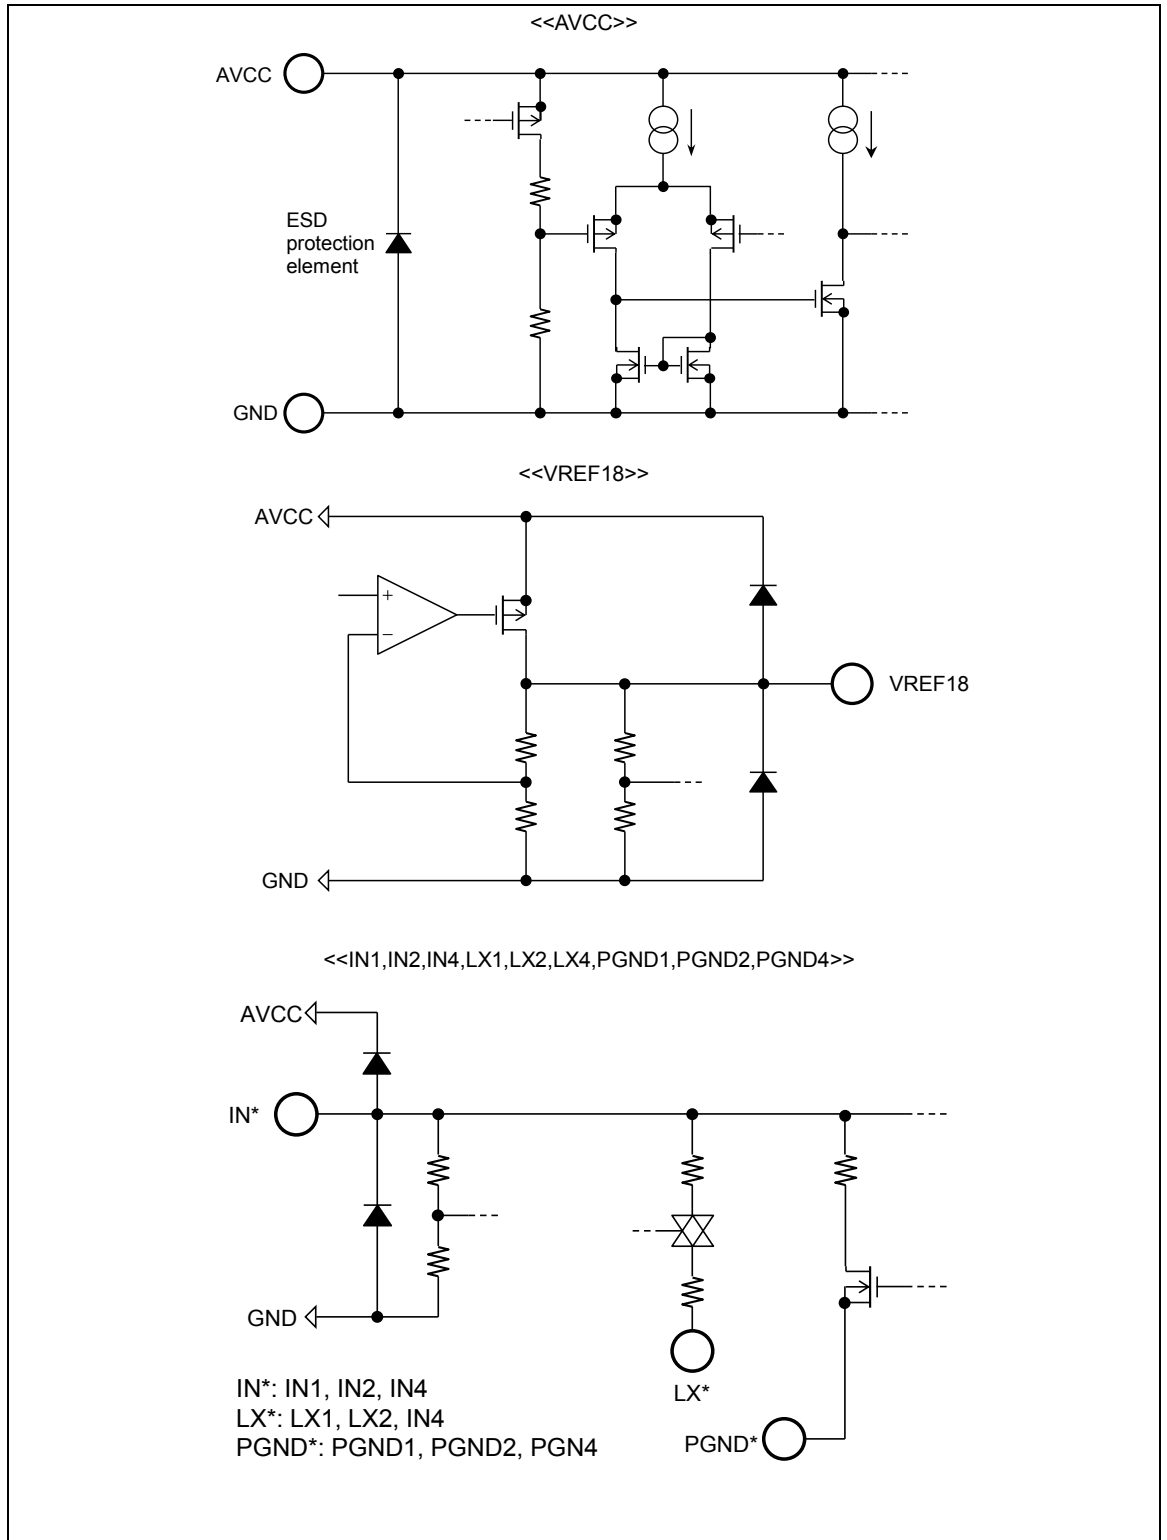 <<AVCC>>
AVCC
ESD
protection
element
GND
<<VREF18>>
AVCC
+
−
VREF18
GND
<<IN1,IN2,IN4,LX1,LX2,LX4,PGND1,PGND2,PGND4>>
AVCC
IN*
GND
LX*
PGND*
IN*: IN1, IN2, IN4
LX*: LX1, LX2, IN4
PGND*: PGND1, PGND2, PGN4